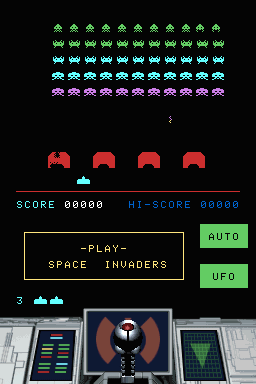 SCORE 00000 HI-SCORE 00000
AUTO
-PLAY-
SPACE INVADERS
UFO
3